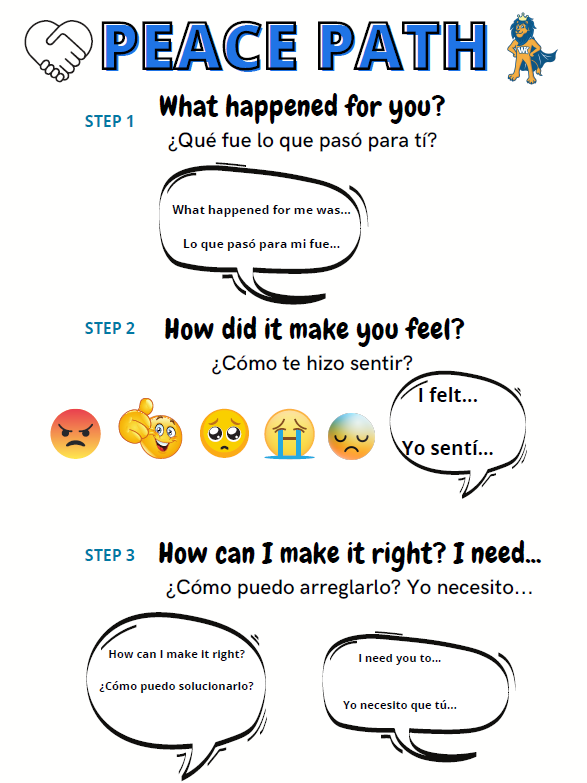 PEACE PATH
STEP 1
What happened for you?
¿Qué fue lo que pasó para tí?
What happened for me was...
Lo que pasó para mi fue...
STEP 2
How did it make you feel?
¿Cómo te hizo sentir?
I felt...
Yo sentí...
STEP 3
How can I make it right? I need...
¿Cómo puedo arreglarlo? Yo necesito...
How can I make it right?
¿Cómo puedo solucionarlo?
I need you to...
Yo necesito que tú...